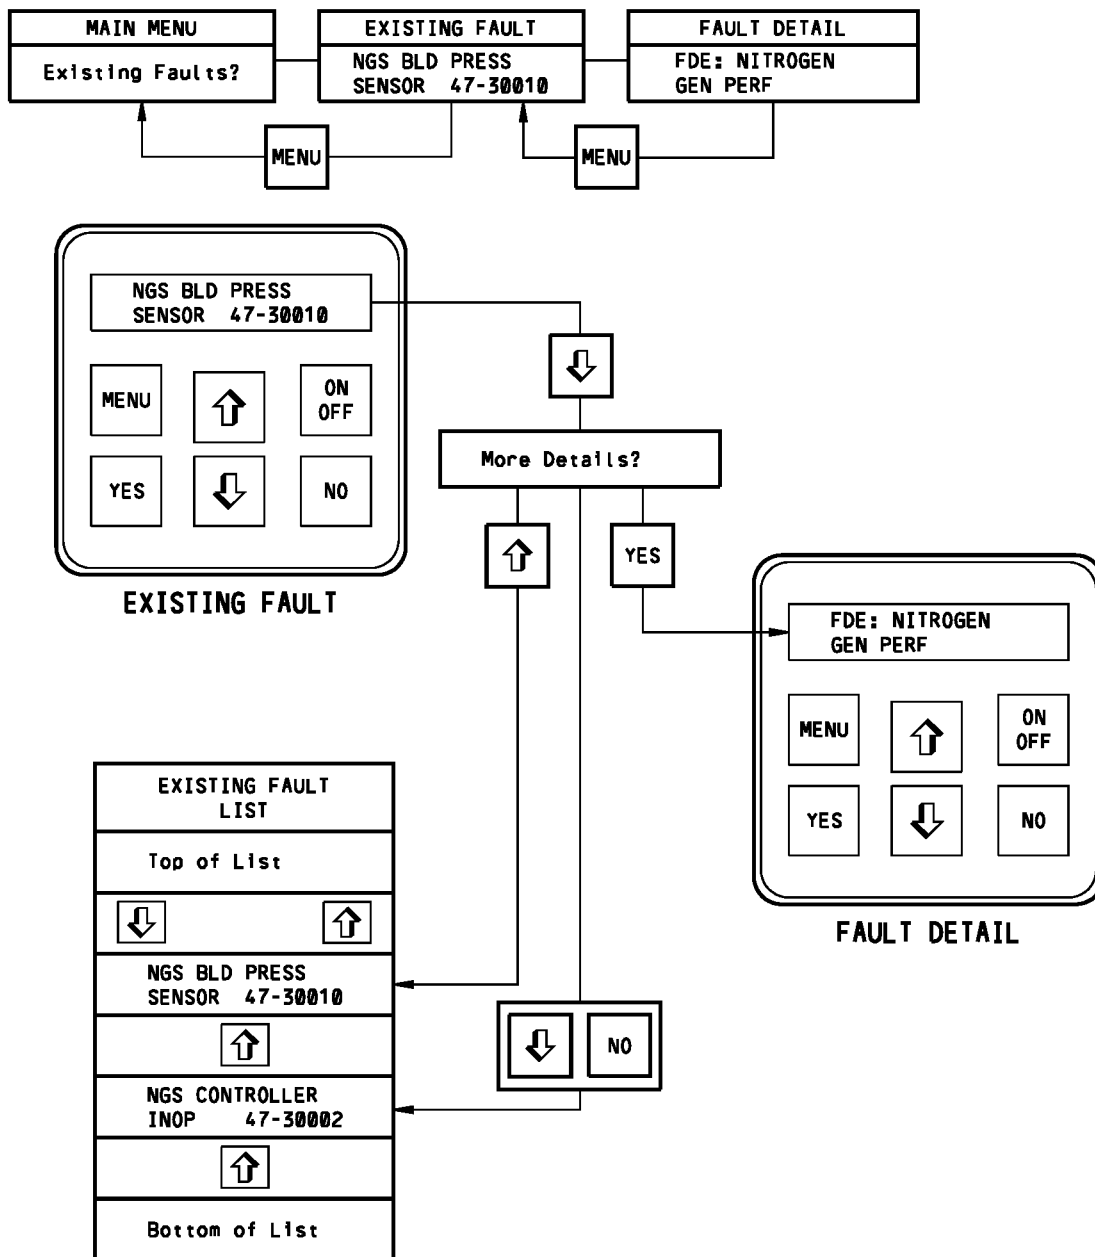 MAIN MENU
Existing Faults?
EXISTING FAULT
NGS BLD PRESS
SENSOR 47-30010
FAULT DETAIL
FDE: NITROGEN
GEN PERF
MENU
MENU
NGS BLD PRESS
SENSOR 47-30010
MENU
ON
OFF
YES
NO
EXISTING FAULT
More Details?
YES
FDE: NITROGEN
GEN PERF
MENU
ON
OFF
YES
NO
FAULT DETAIL
EXISTING FAULT
LIST
Top of List
NGS BLD PRESS
SENSOR 47-30010
NO
NGS CONTROLLER
INOP 47-30002
Bottom of List